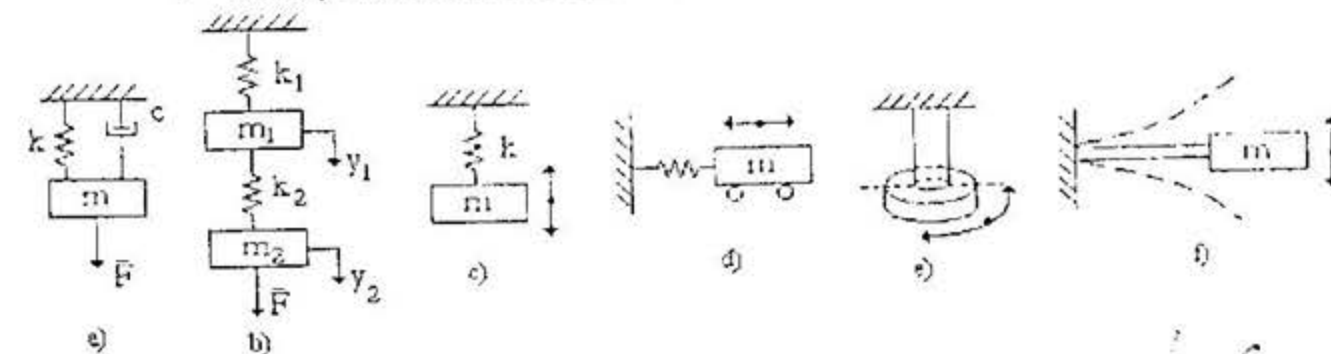 k c m F̄ a)
k₁ m₁ y₁ k₂ m₂ y₂ F̄ b)
k m c)
m d)
e)
m f)